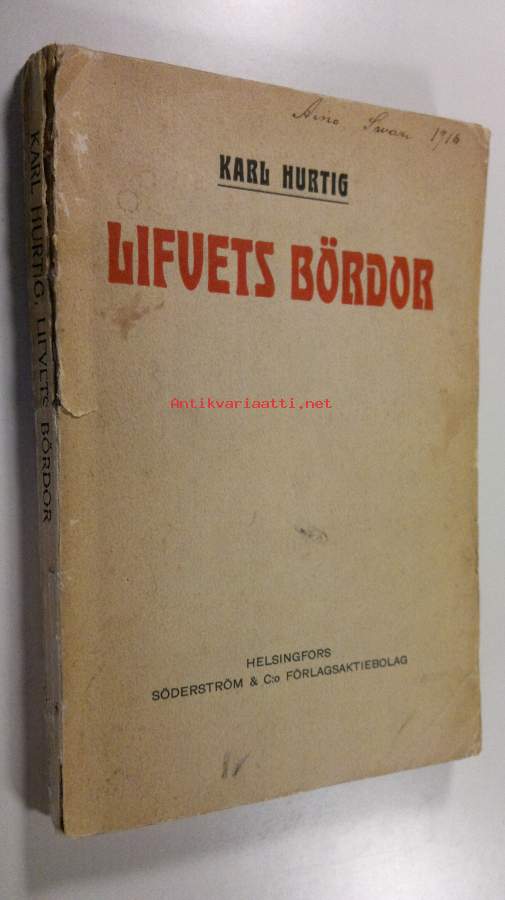 Aino Swan 1916
KARL HURTIG
LIFVETS BÖRDOR
Antikvariaatti.net
HELSINGFORS
SÖDERSTRÖM & C:o FÖRLAGSAKTIEBOLAG
KARL HURTIG, LIFVETS BÖRDOR